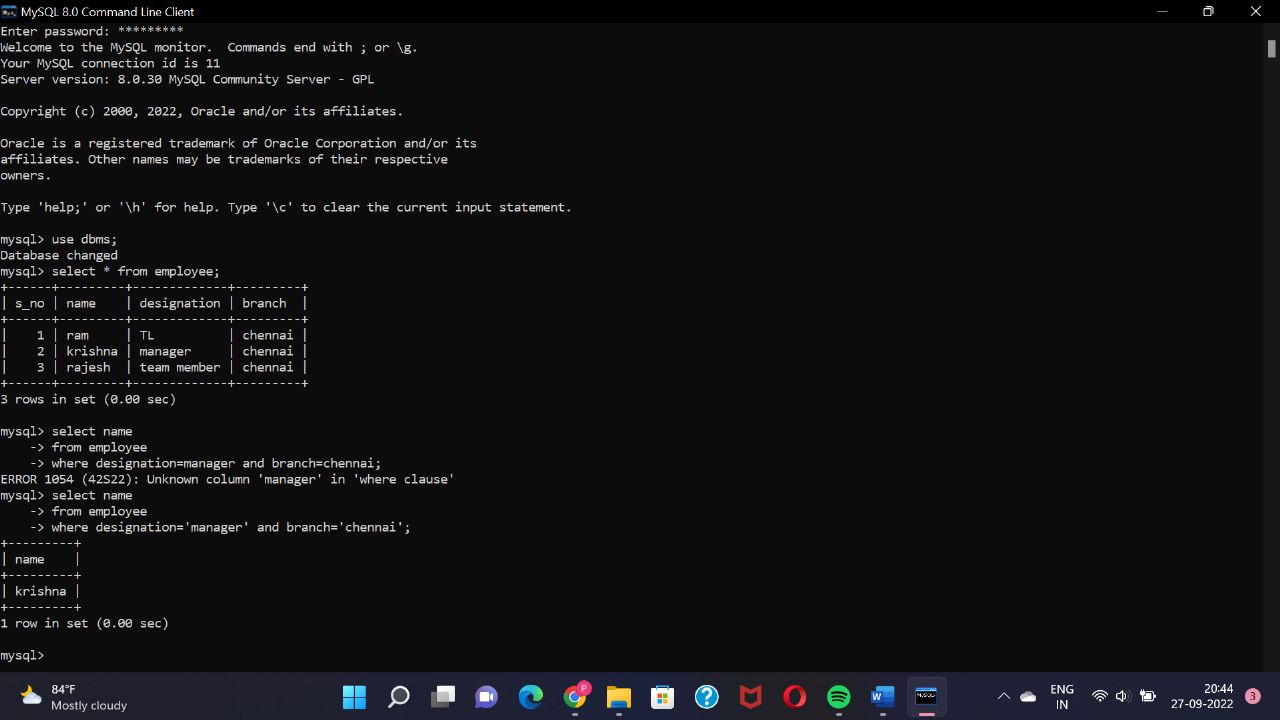 MySQL 8.0 Command Line Client
Enter password: *********
Welcome to the MySQL monitor.  Commands end with ; or \g.
Your MySQL connection id is 11
Server version: 8.0.30 MySQL Community Server - GPL
Copyright (c) 2000, 2022, Oracle and/or its affiliates.
Oracle is a registered trademark of Oracle Corporation and/or its
affiliates. Other names may be trademarks of their respective
owners.
Type 'help;' or '\h' for help. Type '\c' to clear the current input statement.
mysql> use dbms;
Database changed
mysql> select * from employee;
+------+---------+-------------+---------+
| s_no | name    | designation | branch  |
+------+---------+-------------+---------+
|    1 | ram     | TL          | chennai |
|    2 | krishna | manager     | chennai |
|    3 | rajesh  | team member | chennai |
+------+---------+-------------+---------+
3 rows in set (0.00 sec)
mysql> select name
    -> from employee
    -> where designation=manager and branch=chennai;
ERROR 1054 (42S22): Unknown column 'manager' in 'where clause'
mysql> select name
    -> from employee
    -> where designation='manager' and branch='chennai';
+---------+
| name    |
+---------+
| krishna |
+---------+
1 row in set (0.00 sec)
mysql>
84°F
Mostly cloudy
P
W
MySQL
ENG
IN
20:44
27-09-2022
3